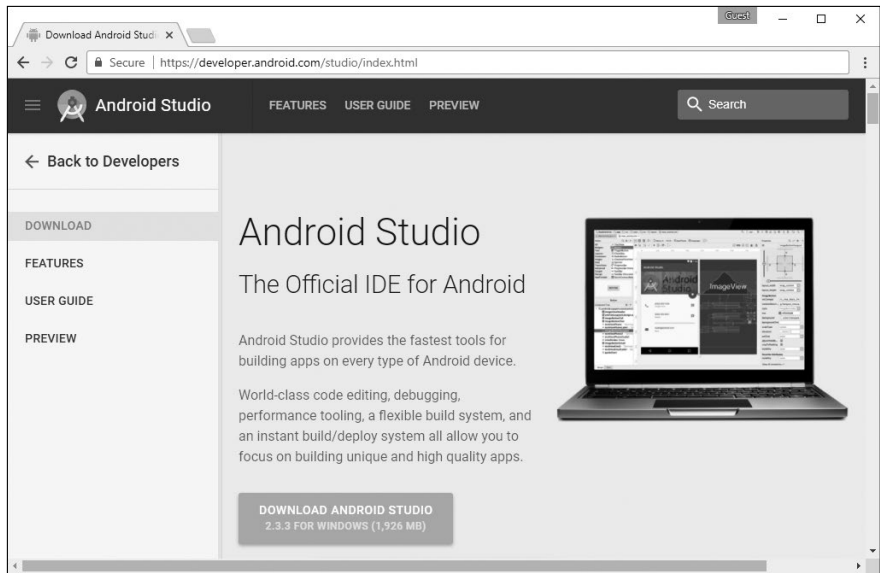 Guest
Download Android Studi
Secure | https://developer.android.com/studio/index.html
Android Studio
FEATURES
USER GUIDE
PREVIEW
Search
Back to Developers
DOWNLOAD
FEATURES
USER GUIDE
PREVIEW
Android Studio
The Official IDE for Android
Android Studio provides the fastest tools for
building apps on every type of Android device.
World-class code editing, debugging,
performance tooling, a flexible build system, and
an instant build/deploy system all allow you to
focus on building unique and high quality apps.
DOWNLOAD ANDROID STUDIO
2.3.3 FOR WINDOWS (1,926 MB)
Android
Studio
ImageView